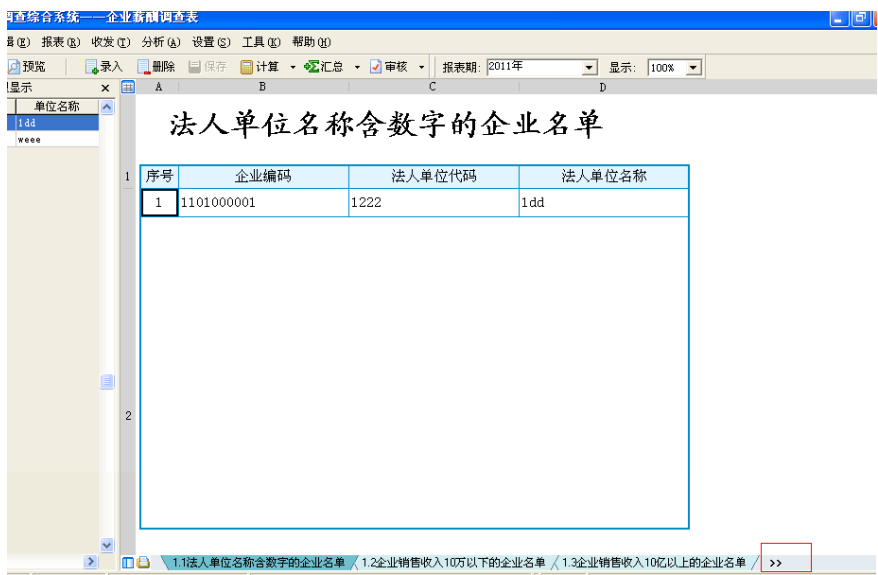 查综合系统——企业薪酬调查表
辑(E) 报表(R) 收发(T) 分析(A) 设置(S) 工具(K) 帮助(H)
预览 录入 删除 保存 计算 汇总 审核 报表期: 2011年 显示: 100%
显示 ×
A B C D
单位名称
1dd
weee
法人单位名称含数字的企业名单
1 序号 企业编码 法人单位代码 法人单位名称
1 1101000001 1222 1dd
2
1.1法人单位名称含数字的企业名单 1.2企业销售收入10万以下的企业名单 1.3企业销售收入10亿以上的企业名单 >>